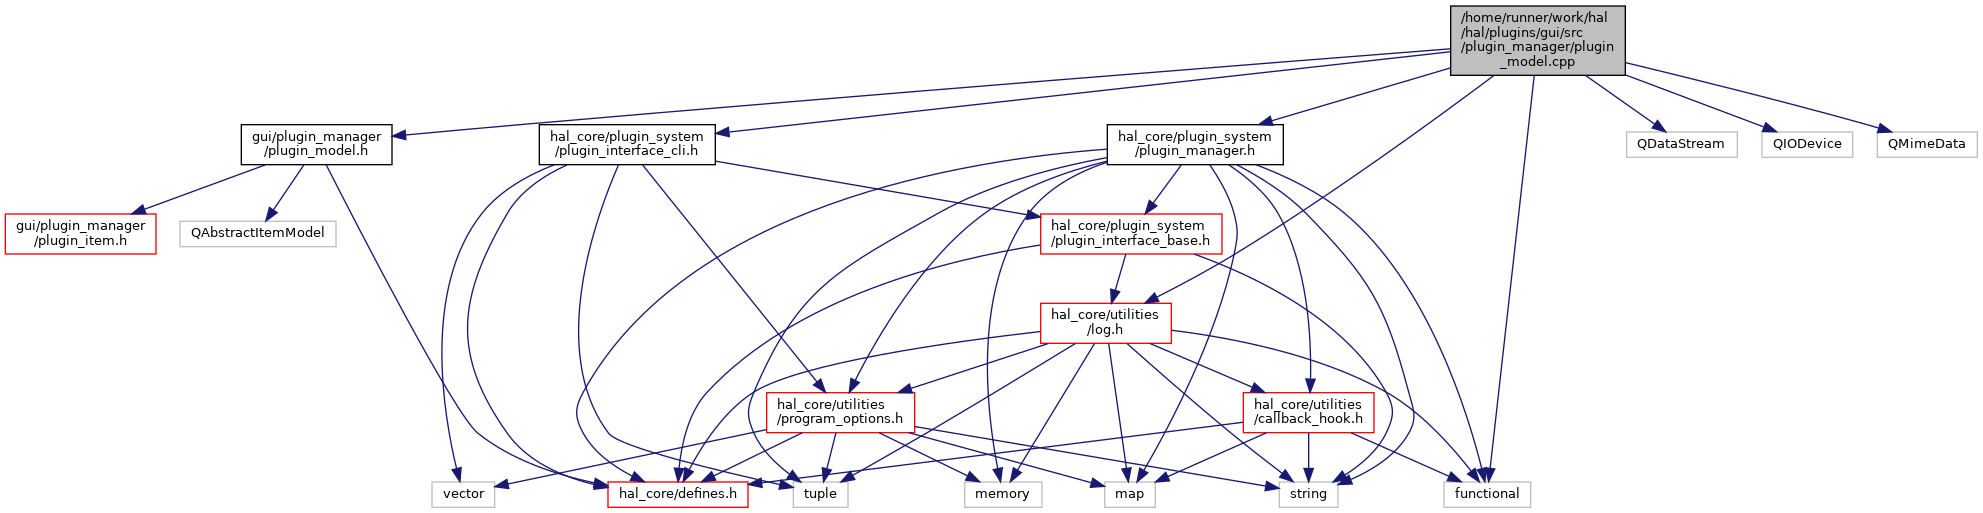 /home/runner/work/hal
/hal/plugins/gui/src
/plugin_manager/plugin
_model.cpp
gui/plugin_manager
/plugin_model.h
hal_core/plugin_system
/plugin_interface_cli.h
hal_core/plugin_system
/plugin_manager.h
QDataStream
QIODevice
QMimeData
gui/plugin_manager
/plugin_item.h
QAbstractItemModel
hal_core/plugin_system
/plugin_interface_base.h
hal_core/utilities
/log.h
hal_core/utilities
/program_options.h
hal_core/utilities
/callback_hook.h
vector
hal_core/defines.h
tuple
memory
map
string
functional